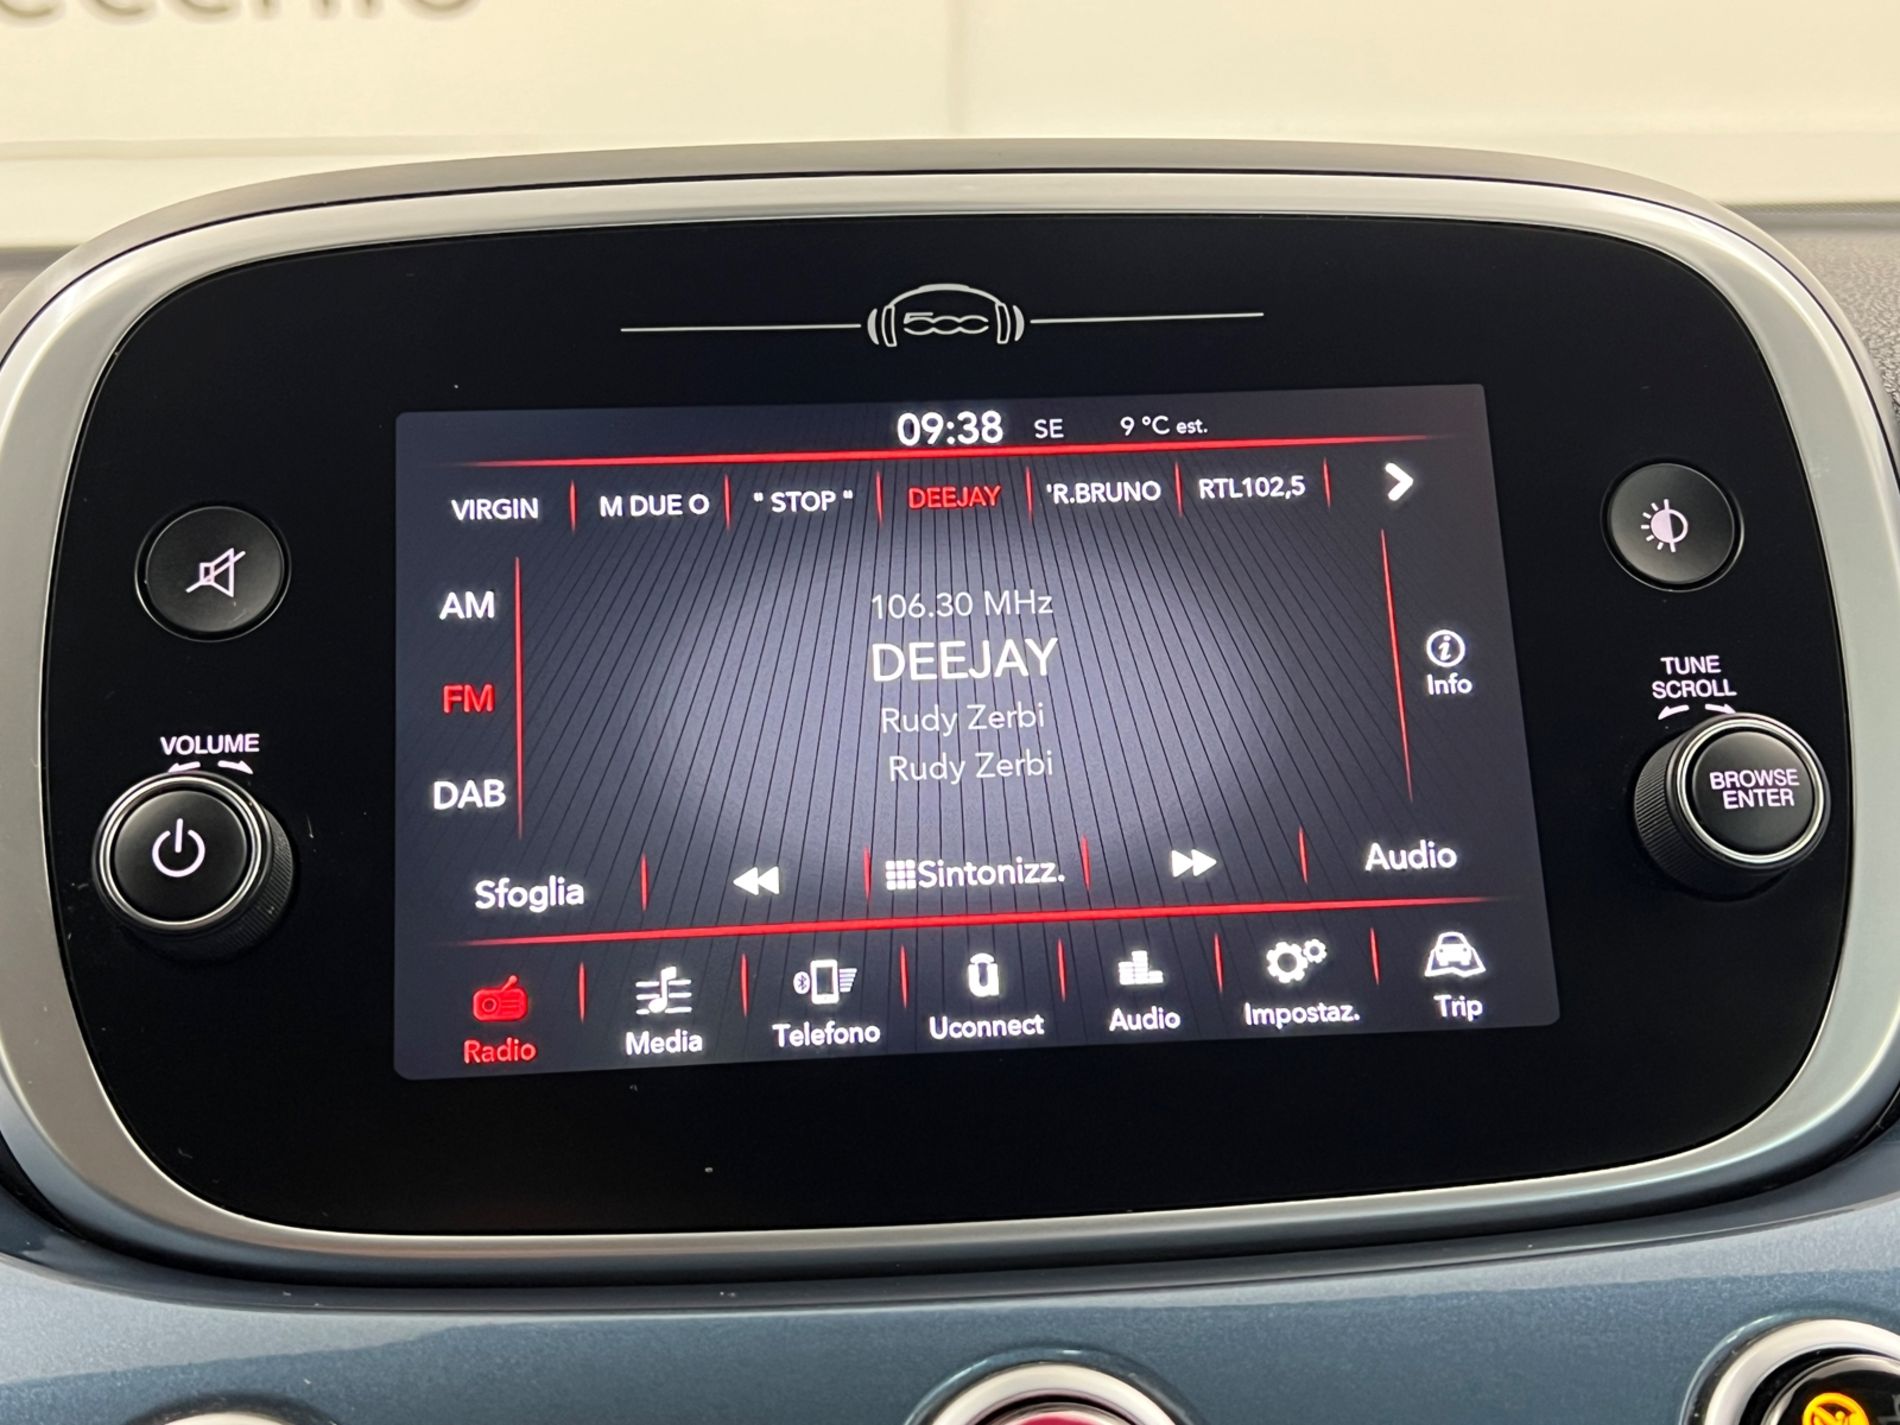 500
09:38 SE 9 °C est.
VIRGIN M DUE O " STOP " DEEJAY 'R.BRUNO RTL102,5
AM
FM
DAB
106.30 MHz
DEEJAY
Rudy Zerbi
Rudy Zerbi
Info
VOLUME
TUNE
SCROLL
BROWSE
ENTER
Sfoglia Sintonizz. Audio
Radio Media Telefono Uconnect Audio Impostaz. Trip